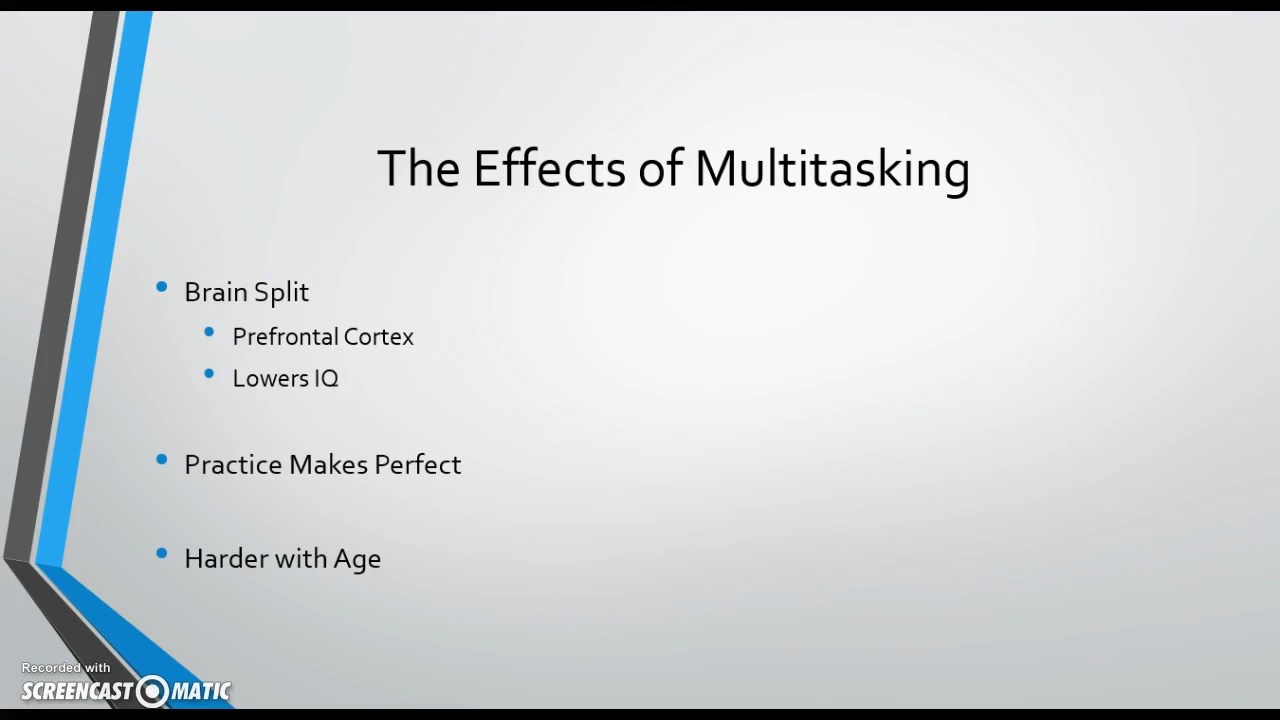 The Effects of Multitasking
Brain Split
Prefrontal Cortex
Lowers IQ
Practice Makes Perfect
Harder with Age
Recorded with
SCREENCAST MATIC